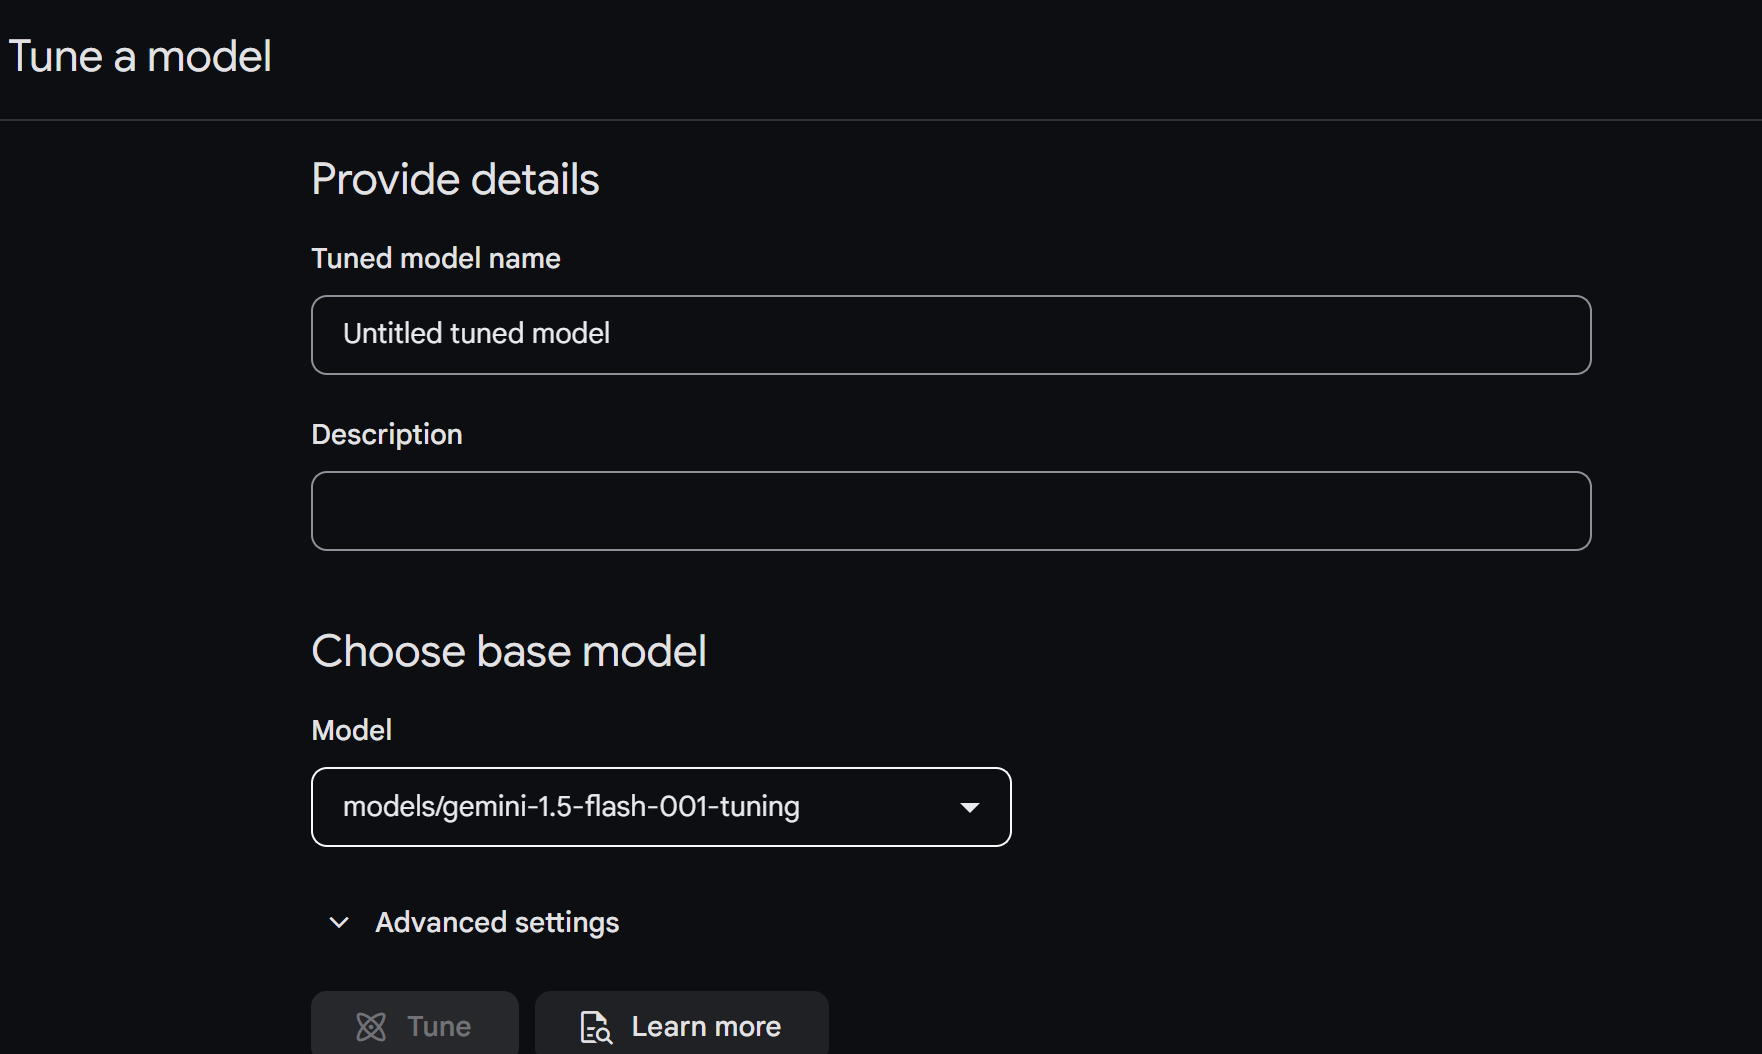 Tune a model
Provide details
Tuned model name
Untitled tuned model
Description
Choose base model
Model
models/gemini-1.5-flash-001-tuning
Advanced settings
Tune
Learn more